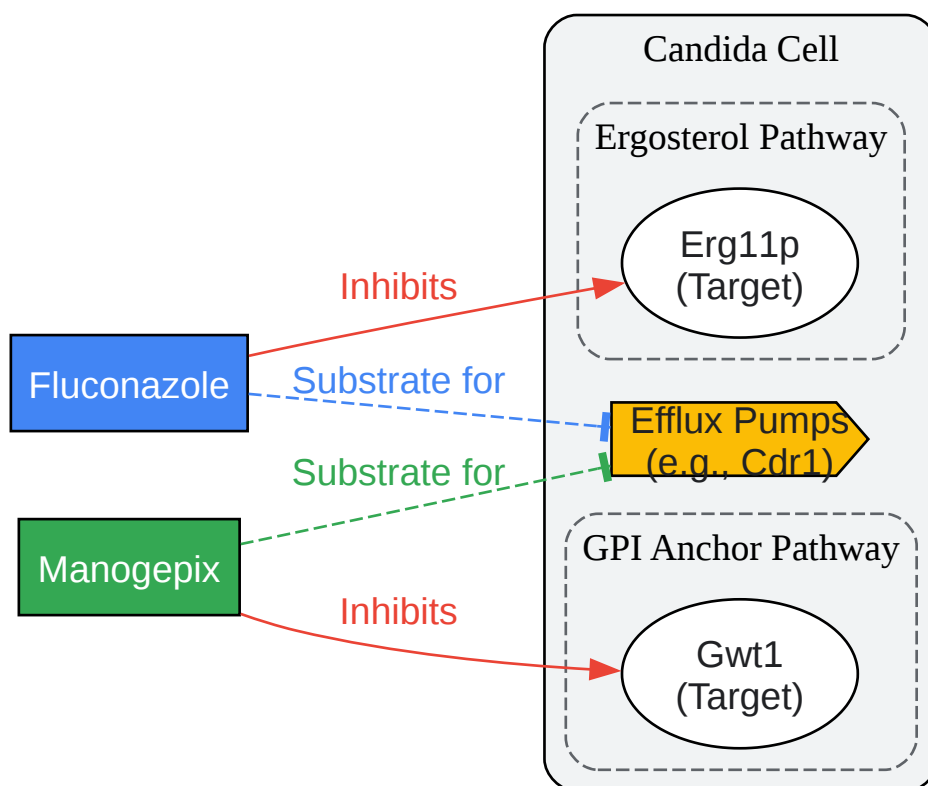 Candida Cell
Ergosterol Pathway
Erg11p
(Target)
Inhibits
Fluconazole
Substrate for
Efflux Pumps
(e.g., Cdr1)
Substrate for
Manogepix
GPI Anchor Pathway
Inhibits
Gwt1
(Target)